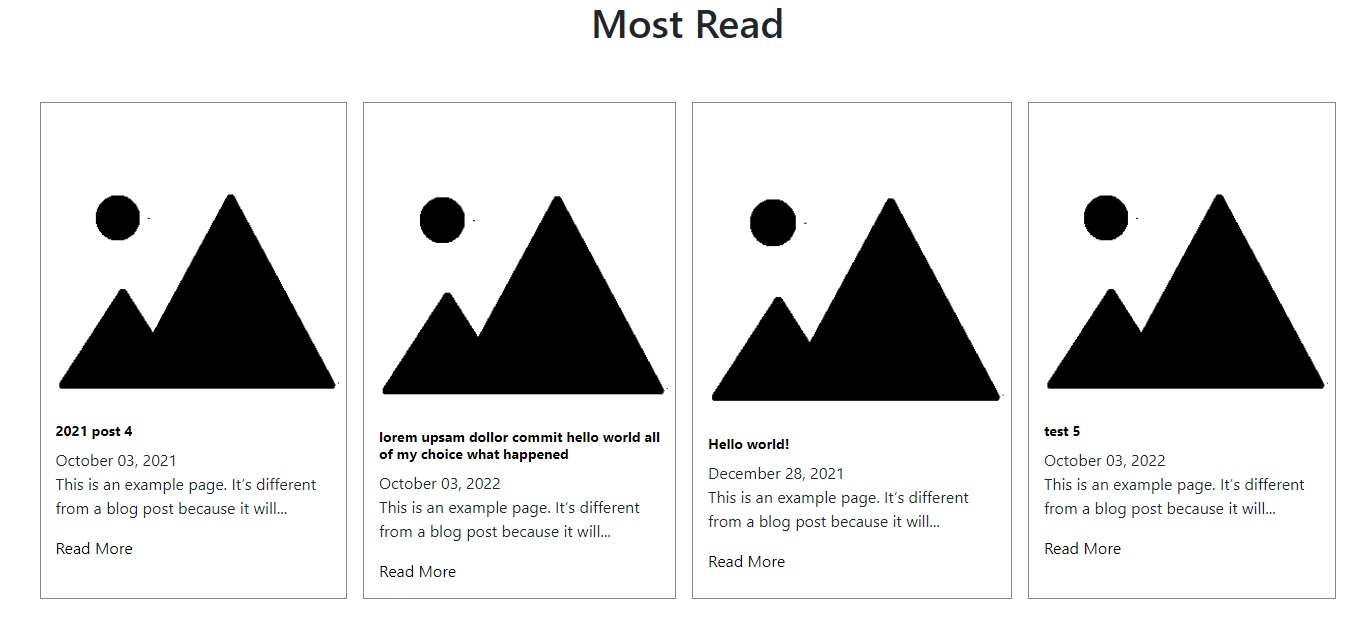 Most Read
2021 post 4
October 03, 2021
This is an example page. It’s different
from a blog post because it will...
Read More
lorem upsam dollor commit hello world all
of my choice what happened
October 03, 2022
This is an example page. It’s different
from a blog post because it will...
Read More
Hello world!
December 28, 2021
This is an example page. It’s different
from a blog post because it will...
Read More
test 5
October 03, 2022
This is an example page. It’s different
from a blog post because it will...
Read More